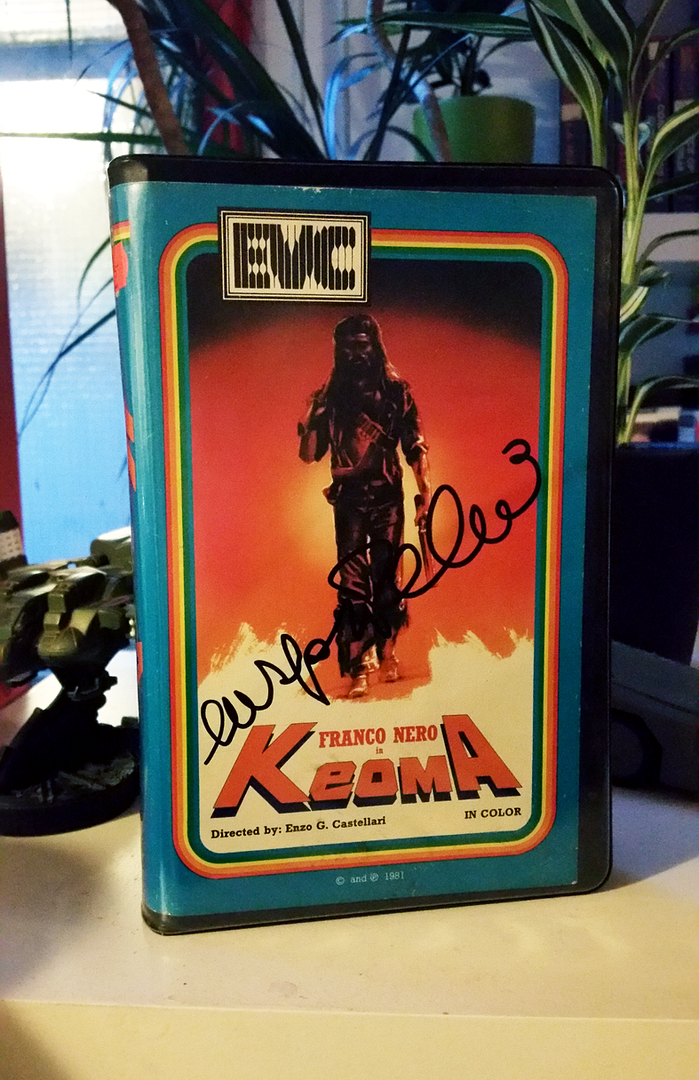 EVC
FRANCO NERO
in
KeomA
Directed by: Enzo G. Castellari
IN COLOR
© and ℗ 1981